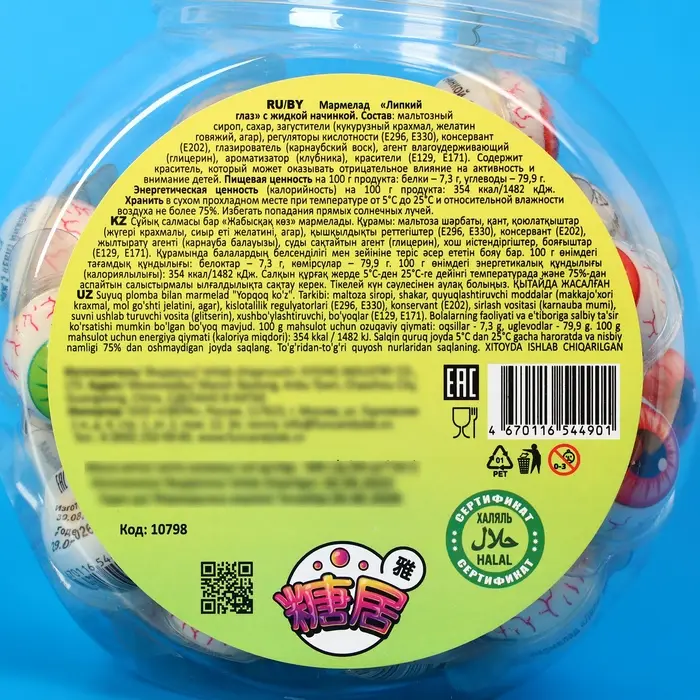 RU/BY Мармелад «Липкий
глаз» с жидкой начинкой. Состав: мальтозный
сироп, сахар, загустители (кукурузный крахмал, желатин
говяжий, агар), регуляторы кислотности (Е296, Е330), консервант
(Е202), глазирователь (карнаубский воск), агент влагоудерживающий
(глицерин), ароматизатор (клубника), красители (Е129, Е171). Содержит
краситель, который может оказывать отрицательное влияние на активность и
внимание детей. Пищевая ценность на 100 г продукта: белки – 7,3 г, углеводы – 79,9 г.
Энергетическая ценность (калорийность) на 100 г продукта: 354 ккал/1482 кДж.
Хранить в сухом прохладном месте при температуре от 5°С до 25°С и относительной влажности
воздуха не более 75%. Избегать попадания прямых солнечных лучей.
KZ Сұйық салмасы бар «Жабысқақ көз» мармелады. Құрамы: мальтоза шарбаты, қант, қоюлатқыштар
(жүгері крахмалы, сиыр еті желатині, агар), қышқылдықты реттегіштер (Е296, Е330), консервант (Е202),
жылтырату агенті (карнауба балауызы), суды сақтайтын агент (глицерин), хош иістендіргіштер, бояғыштар
(Е129, Е171). Құрамында балалардың белсенділігі мен зейініне теріс әсер ететін бояу бар. 100 г өнімдегі
тағамдық құндылығы: белоктар – 7,3 г, көмірсулар – 79,9 г. 100 г өнімдегі энергетикалық құндылығы
(калориялылығы): 354 ккал/1482 кДж. Салқын құрғақ жерде 5°С-ден 25°С-ге дейінгі температурада және 75%-дан
аспайтын салыстырмалы ылғалдылықта сақтаңыз. Тікелей күн сәулесінен аулақ болыңыз. ҚЫТАЙДА ЖАСАЛҒАН
UZ Suyuq plomba bilan marmelad "Yopqoq ko'z". Tarkibi: maltoza siropi, shakar, quyuqlashtiruvchi moddalar (makkajo'xori
kraxmal, mol go'shti jelatini, agar), kislotalilik regulyatorlari (E296, E330), konservant (E202), sirlash vositasi (karnauba mumi),
suvni ushlab turuvchi vosita (glitserin), xushbo'ylashtiruvchi, bo'yoqlar (E129, E171). Bolalarning faoliyati va e'tiboriga salbiy ta'sir
ko'rsatishi mumkin bo'lgan bo'yoq mavjud. 100 g mahsulot uchun ozuqaviy qiymati: oqsillar - 7,3 g, uglevodlar - 79,9 g. 100 g
mahsulot uchun energiya qiymati (kaloriya miqdori): 354 kkal / 1482 kJ. Salqin quruq joyda 5°C dan 25°C gacha haroratda va nisbiy
namligi 75% dan oshmaydigan joyda saqlang. To'g'ridan-to'g'ri quyosh nurlaridan saqlaning. XITOYDA ISHLAB CHIQARILGAN
EAC
4 670116 544901
01
PET
0-3
Код: 10798
СЕРТИФИКАТ
ХАЛЯЛЬ
حلال
HALAL
СЕРТИФИКАТ
雅
糖居